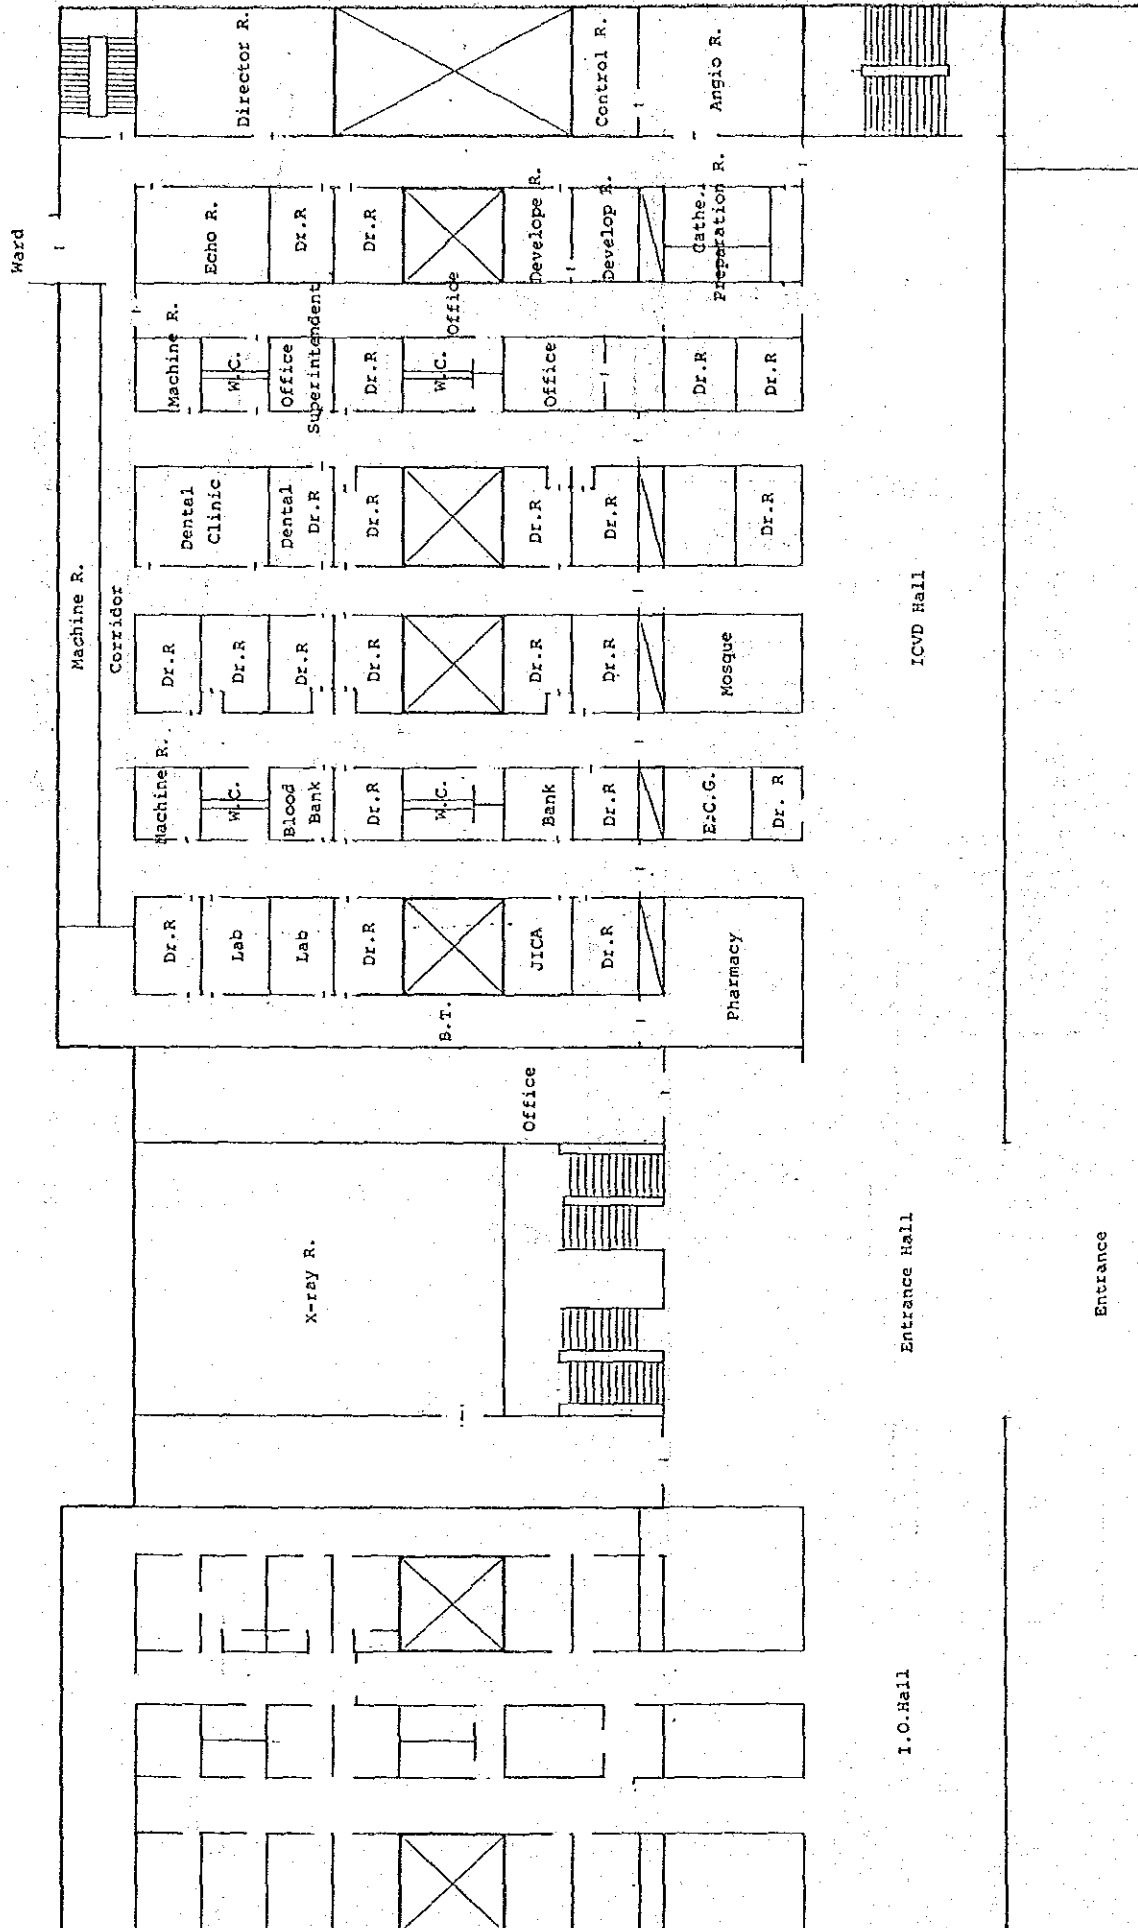 Ward
Director R.
Control R.
Angio R.
Echo R.
Dr.R
Dr.R
Develope R.
Develop R.
Cathe.
Preparation R.
Machine R.
W.C.
Office
Superintendent
Dr.R
W.C.
Office
Office
Dr.R
Dr.R
Dental
Clinic
Dental
Dr.R
Dr.R
Dr.R
Dr.R
Dr.R
Machine R.
Corridor
Dr.R
Dr.R
Dr.R
Dr.R
Dr.R
Dr.R
Mosque
ICVD Hall
Machine R.
W.C.
Blood
Bank
Dr.R
W.C.
Bank
Dr.R
E.C.G.
Dr. R
Dr.R
Lab
Lab
Dr.R
B.T.
JICA
Dr.R
Pharmacy
Office
X-ray R.
Entrance Hall
Entrance
I.O.Hall